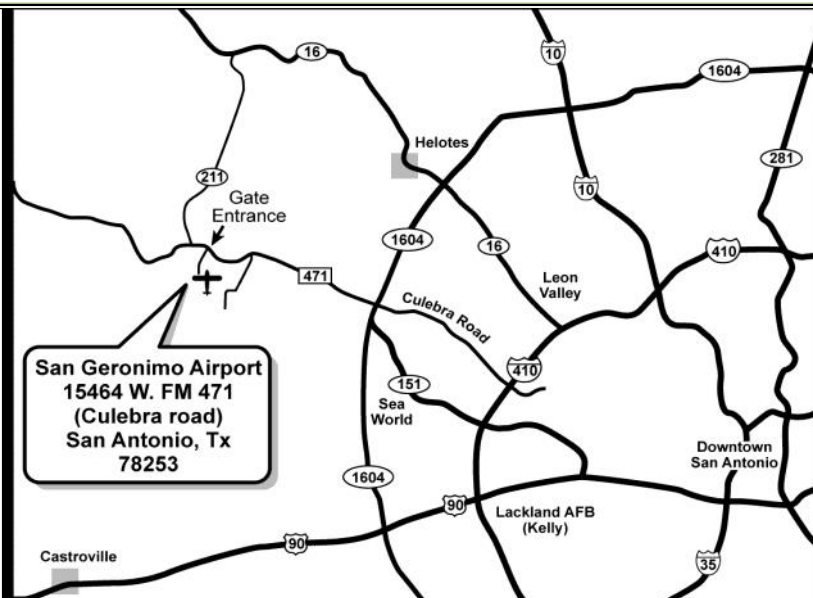 16
10
1604
Helotes
281
211
10
Gate
Entrance
1604
16
410
471
Leon
Valley
Culebra Road
San Geronimo Airport
15464 W. FM 471
(Culebra road)
San Antonio, Tx
78253
410
151
Sea
World
Downtown
San Antonio
1604
90
Lackland AFB
(Kelly)
90
Castroville
35